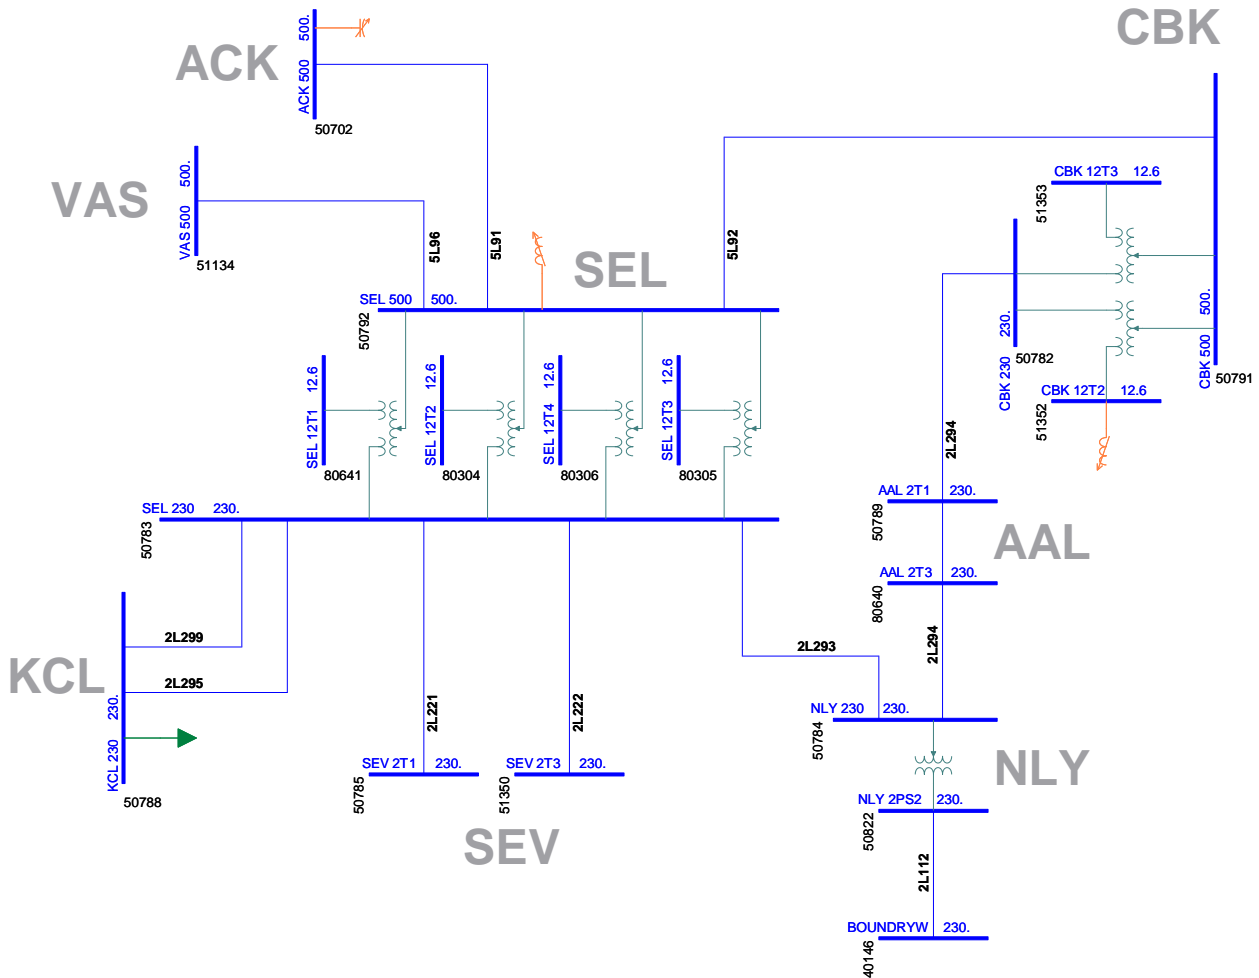 CBK
ACK
ACK 500 500.
50702
VAS
VAS 500 500.
51134
5L96
5L91
5L92
SEL
SEL 500 500.
50792
CBK 12T3 12.6
51353
CBK 230 230.
50782
CBK 500 500.
50791
CBK 12T2 12.6
51352
SEL 12T1 12.6
80641
SEL 12T2 12.6
80304
SEL 12T4 12.6
80306
SEL 12T3 12.6
80305
2L294
SEL 230 230.
50783
AAL 2T1 230.
50789
AAL
AAL 2T3 230.
80640
KCL
2L299
2L295
KCL 230 230.
50788
2L221
2L222
2L293
2L294
NLY 230 230.
50784
NLY
SEV 2T1 230.
50785
SEV 2T3 230.
51350
SEV
NLY 2PS2 230.
50822
2L112
BOUNDRYW 230.
40146